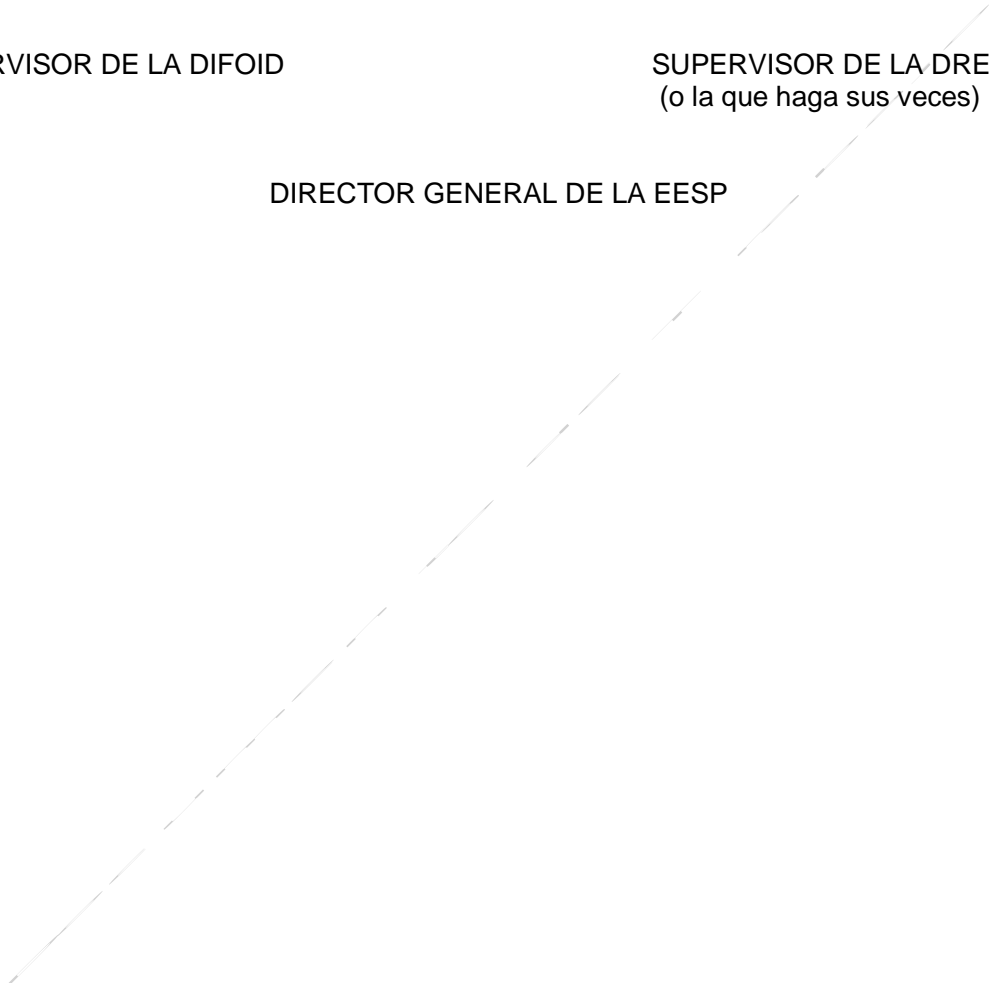 RVISOR DE LA DIFOID
SUPERVISOR DE LA DRE
(o la que haga sus veces)
DIRECTOR GENERAL DE LA EESP